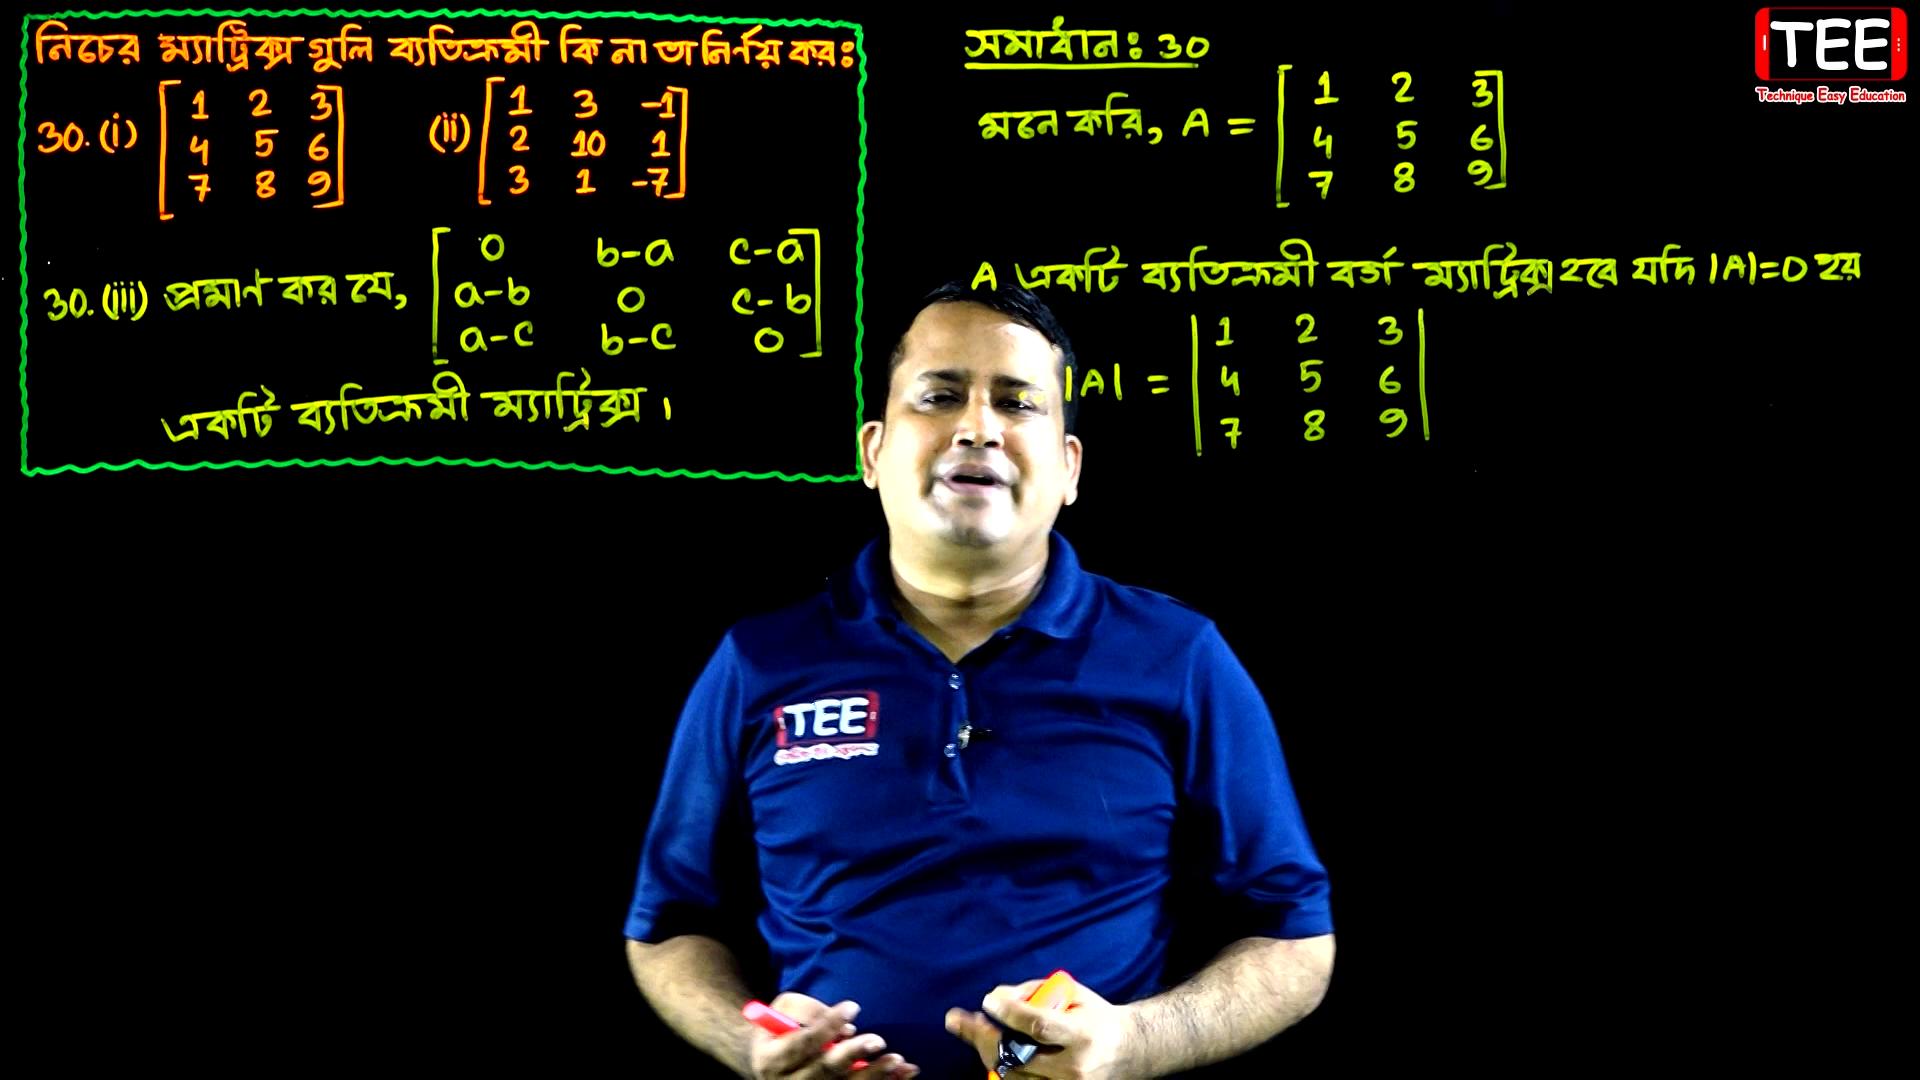 নিচের ম্যাট্রিক্স গুলি ব্যতিক্রমী কি না তা নির্ণয় করঃ
30. (i) [1 2 3
4 5 6
7 8 9]
(ii) [1 3 -1
2 10 1
3 1 -7]
30. (iii) প্রমাণ কর যে, [0 b-a c-a
a-b 0 c-b
a-c b-c 0]
একটি ব্যতিক্রমী ম্যাট্রিক্স ।
সমাধান: 30
মনে করি, A = [1 2 3
4 5 6
7 8 9]
A একটি ব্যতিক্রমী বর্গ ম্যাট্রিক্স হবে যদি |A|=0 হয়
|A| = |1 2 3
4 5 6
7 8 9|
TEE
Technique Easy Education
TEE